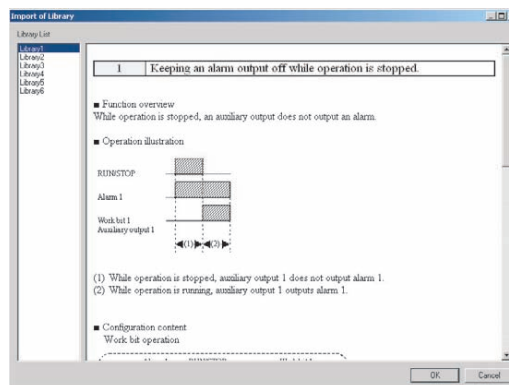 Import of Library
Library List
Library1
Library2
Library3
Library4
Library5
Library6
1 Keeping an alarm output off while operation is stopped.
■ Function overview
While operation is stopped, an auxiliary output does not output an alarm.
■ Operation illustration
RUN/STOP
Alarm 1
Work bit 1
Auxiliary output 1
(1) (2)
(1) While operation is stopped, auxiliary output 1 does not output alarm 1.
(2) While operation is running, auxiliary output 1 outputs alarm 1.
■ Configuration content
Work bit operation
OK
Cancel